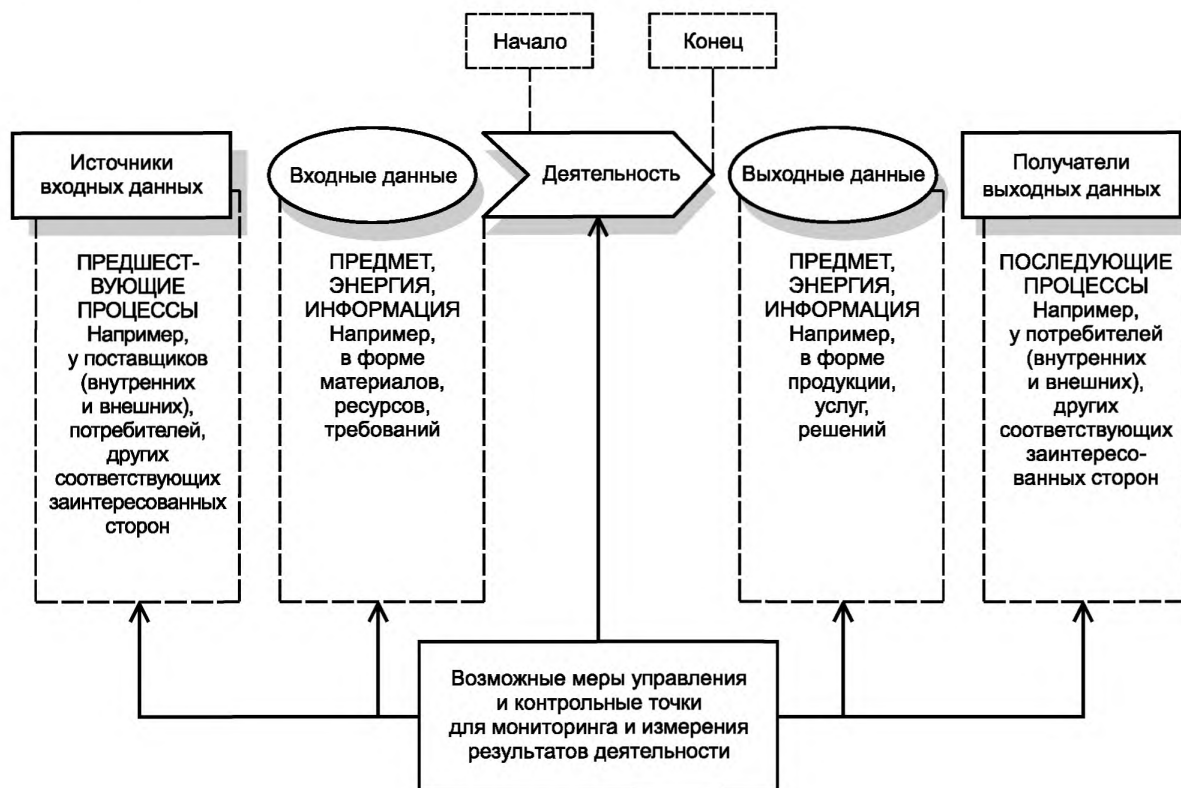 Начало
Конец
Источники
входных данных
Входные данные
Деятельность
Выходные данные
Получатели
выходных данных
ПРЕДШЕСТ-
ВУЮЩИЕ
ПРОЦЕССЫ
Например,
у поставщиков
(внутренних
и внешних),
потребителей,
других
соответствующих
заинтересованных
сторон
ПРЕДМЕТ,
ЭНЕРГИЯ,
ИНФОРМАЦИЯ
Например,
в форме
материалов,
ресурсов,
требований
ПРЕДМЕТ,
ЭНЕРГИЯ,
ИНФОРМАЦИЯ
Например,
в форме
продукции,
услуг,
решений
ПОСЛЕДУЮЩИЕ
ПРОЦЕССЫ
Например,
у потребителей
(внутренних
и внешних),
других
соответствующих
заинтересо-
ванных сторон
Возможные меры управления
и контрольные точки
для мониторинга и измерения
результатов деятельности